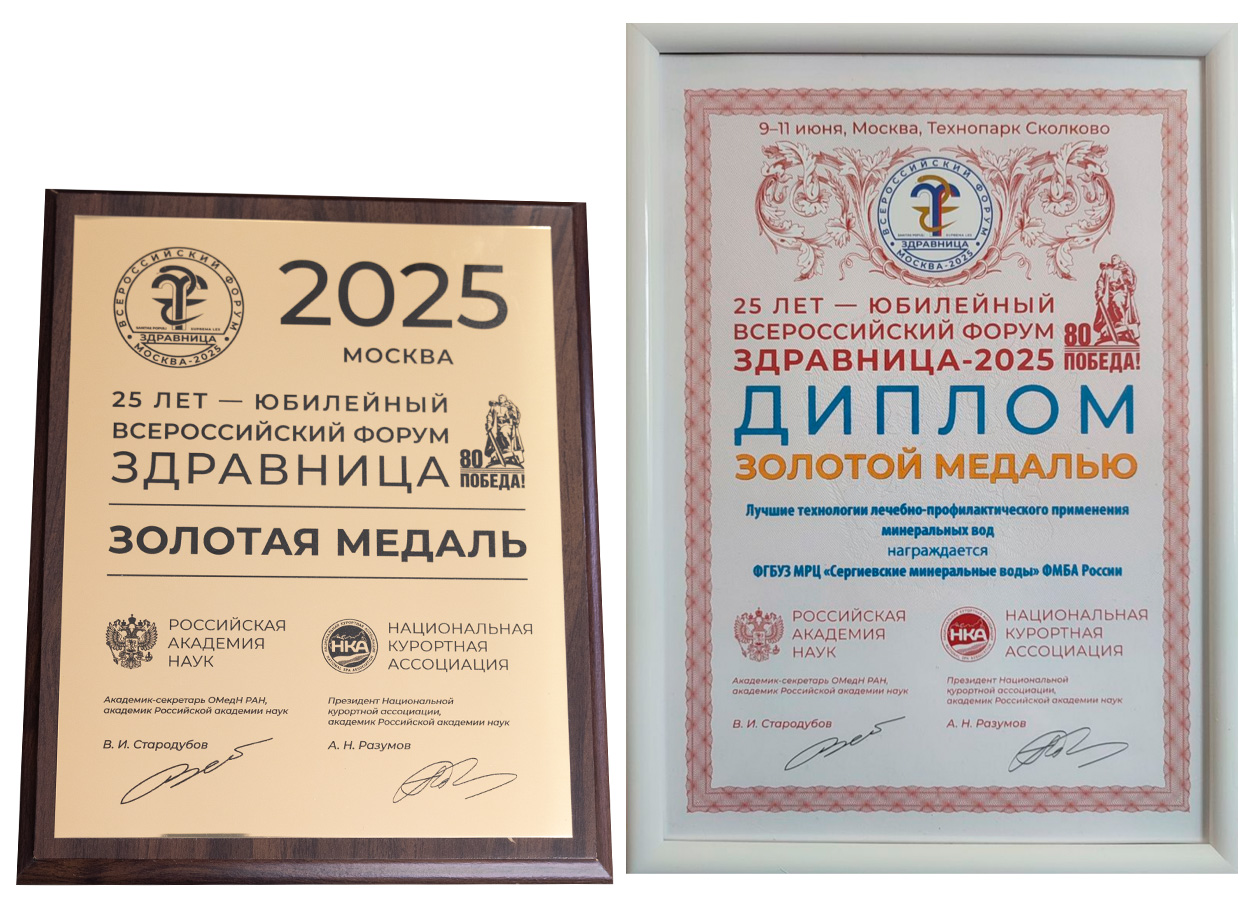 ВСЕРОССИЙСКИЙ ФОРУМ
ЗДРАВНИЦА
МОСКВА-2025
2025
МОСКВА
25 ЛЕТ — ЮБИЛЕЙНЫЙ
ВСЕРОССИЙСКИЙ ФОРУМ
ЗДРАВНИЦА
80
ПОБЕДА!
ЗОЛОТАЯ МЕДАЛЬ
РОССИЙСКАЯ
АКАДЕМИЯ
НАУК
НКА
НАЦИОНАЛЬНАЯ
КУРОРТНАЯ
АССОЦИАЦИЯ
Академик-секретарь ОМедН РАН,
академик Российской академии наук
В. И. Стародубов
Президент Национальной
курортной ассоциации,
академик Российской академии наук
А. Н. Разумов
9–11 июня, Москва, Технопарк Сколково
ВСЕРОССИЙСКИЙ ФОРУМ
ЗДРАВНИЦА
МОСКВА-2025
25 ЛЕТ — ЮБИЛЕЙНЫЙ
ВСЕРОССИЙСКИЙ ФОРУМ
ЗДРАВНИЦА-2025
80
ПОБЕДА!
ДИПЛОМ
ЗОЛОТОЙ МЕДАЛЬЮ
Лучшие технологии лечебно-профилактического применения
минеральных вод
награждается
ФГБУЗ МРЦ «Сергиевские минеральные воды» ФМБА России
РОССИЙСКАЯ
АКАДЕМИЯ
НАУК
НКА
НАЦИОНАЛЬНАЯ
КУРОРТНАЯ
АССОЦИАЦИЯ
Академик-секретарь ОМедН РАН,
академик Российской академии наук
В. И. Стародубов
Президент Национальной
курортной ассоциации,
академик Российской академии наук
А. Н. Разумов